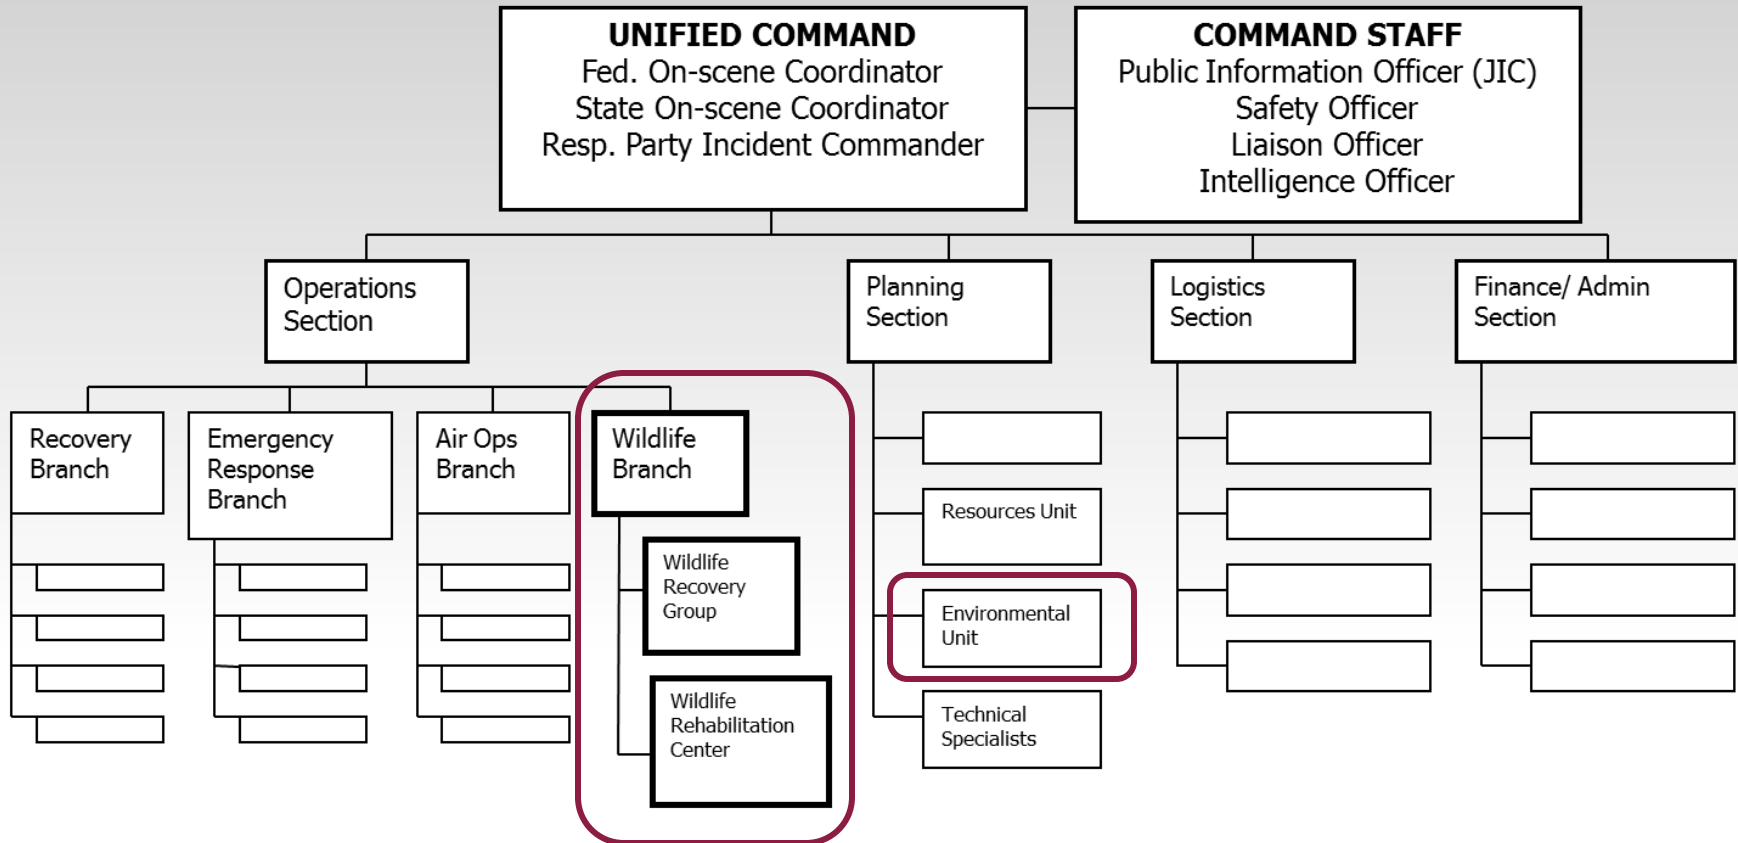 UNIFIED COMMAND
Fed. On-scene Coordinator
State On-scene Coordinator
Resp. Party Incident Commander
COMMAND STAFF
Public Information Officer (JIC)
Safety Officer
Liaison Officer
Intelligence Officer
Operations
Section
Planning
Section
Logistics
Section
Finance/ Admin
Section
Recovery
Branch
Emergency
Response
Branch
Air Ops
Branch
Wildlife
Branch
Wildlife
Recovery
Group
Wildlife
Rehabilitation
Center
Resources Unit
Environmental
Unit
Technical
Specialists